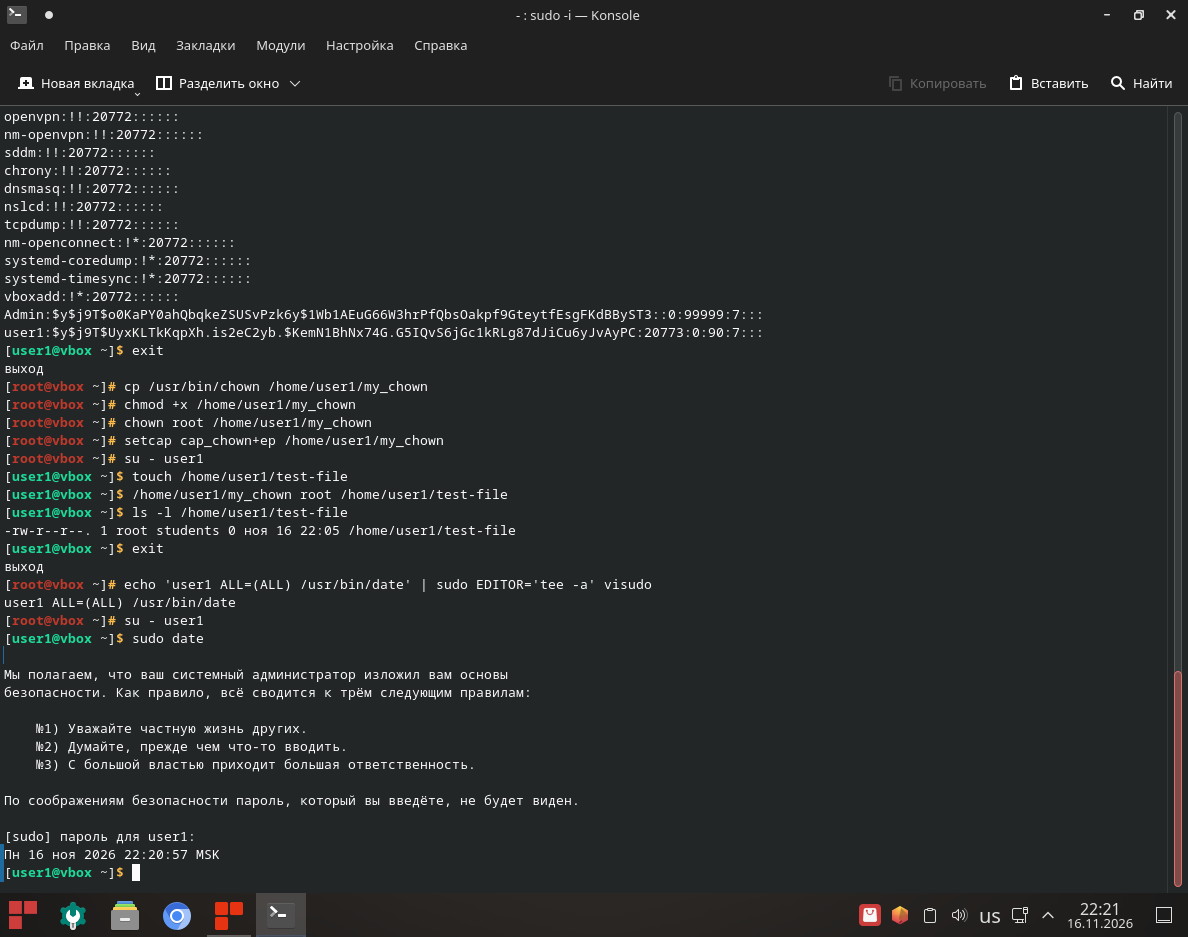 - : sudo -i — Konsole
Файл Правка Вид Закладки Модули Настройка Справка
Новая вкладка Разделить окно Копировать Вставить Найти
openvpn:!!:20772::::::
nm-openvpn:!!:20772::::::
sddm:!!:20772::::::
chrony:!!:20772::::::
dnsmasq:!!:20772::::::
nslcd:!!:20772::::::
tcpdump:!!:20772::::::
nm-openconnect:!*:20772::::::
systemd-coredump:!*:20772::::::
systemd-timesync:!*:20772::::::
vboxadd:!*:20772::::::
Admin:$y$j9T$o0KaPY0ahQbqkeZSUSvPzk6y$1Wb1AEuG66W3hrPfQbsOakpf9GteytfEsgFKdBByST3::0:99999:7:::
user1:$y$j9T$UyxKLTkKqpXh.is2eC2yb.$KemN1BhNx74G.G5IQvS6jGc1kRLg87dJiCu6yJvAyPC:20773:0:90:7:::
[user1@vbox ~]$ exit
выход
[root@vbox ~]# cp /usr/bin/chown /home/user1/my_chown
[root@vbox ~]# chmod +x /home/user1/my_chown
[root@vbox ~]# chown root /home/user1/my_chown
[root@vbox ~]# setcap cap_chown+ep /home/user1/my_chown
[root@vbox ~]# su - user1
[user1@vbox ~]$ touch /home/user1/test-file
[user1@vbox ~]$ /home/user1/my_chown root /home/user1/test-file
[user1@vbox ~]$ ls -l /home/user1/test-file
-rw-r--r--. 1 root students 0 ноя 16 22:05 /home/user1/test-file
[user1@vbox ~]$ exit
выход
[root@vbox ~]# echo 'user1 ALL=(ALL) /usr/bin/date' | sudo EDITOR='tee -a' visudo
user1 ALL=(ALL) /usr/bin/date
[root@vbox ~]# su - user1
[user1@vbox ~]$ sudo date
Мы полагаем, что ваш системный администратор изложил вам основы
безопасности. Как правило, всё сводится к трём следующим правилам:
№1) Уважайте частную жизнь других.
№2) Думайте, прежде чем что-то вводить.
№3) С большой властью приходит большая ответственность.
По соображениям безопасности пароль, который вы введёте, не будет виден.
[sudo] пароль для user1:
Пн 16 ноя 2026 22:20:57 MSK
[user1@vbox ~]$
us
22:21
16.11.2026